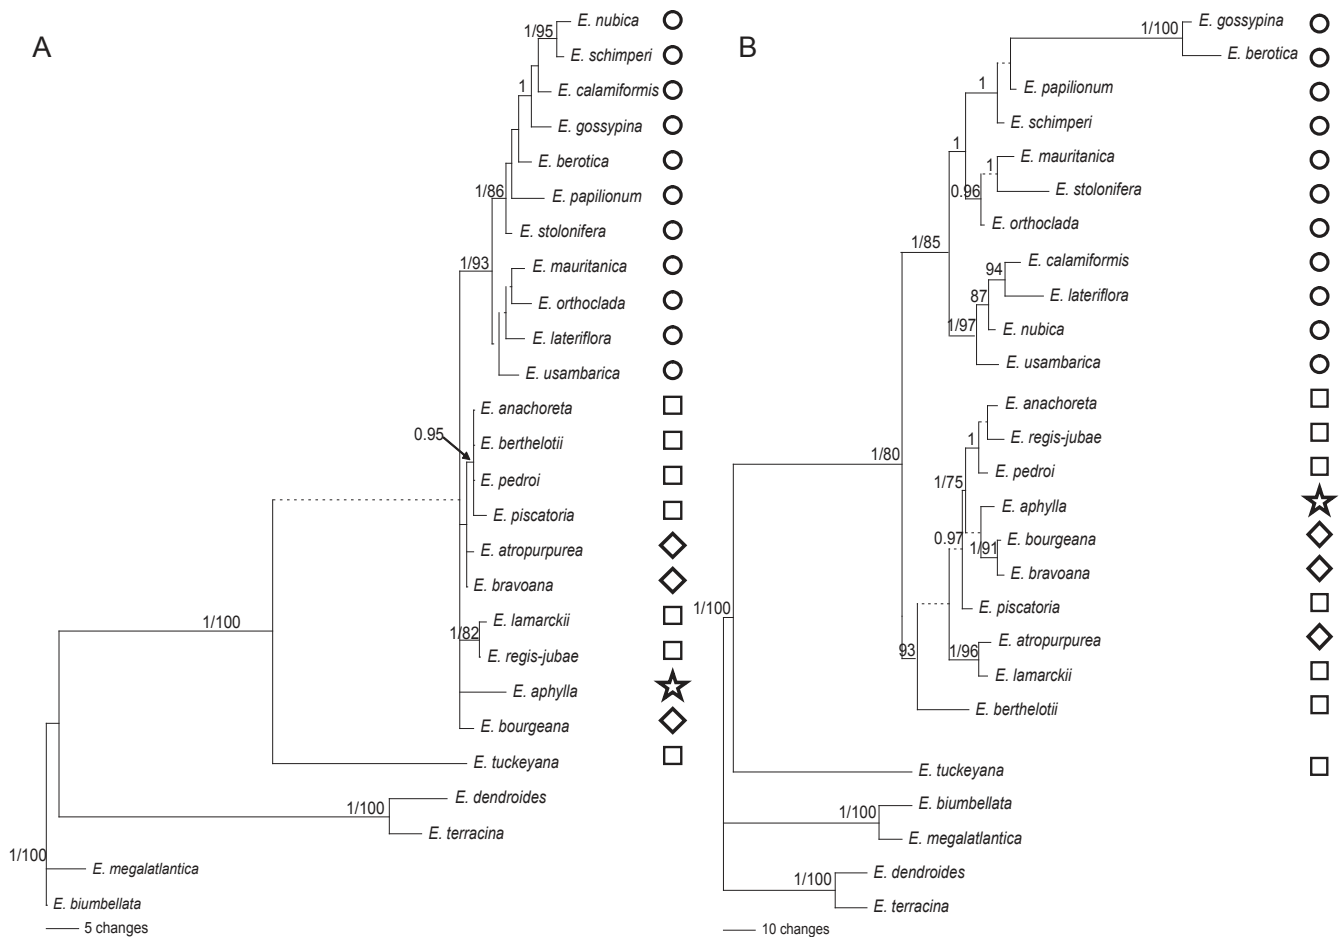 A
1/95
E. nubica
E. schimperi
1
E. calamiformis
E. gossypina
E. berotica
1/86
E. papilionum
E. stolonifera
1/93
E. mauritanica
E. orthoclada
E. lateriflora
E. usambarica
E. anachoreta
0.95
E. berthelotii
E. pedroi
E. piscatoria
E. atropurpurea
E. bravoana
1/100
1/82
E. lamarckii
E. regis-jubae
E. aphylla
E. bourgeana
E. tuckeyana
1/100
E. dendroides
E. terracina
1/100
E. megalatlantica
E. biumbellata
5 changes
B
1/100
E. gossypina
E. berotica
1
E. papilionum
E. schimperi
1
1
E. mauritanica
0.96
E. stolonifera
E. orthoclada
1/85
94
E. calamiformis
87
E. lateriflora
1/97
E. nubica
E. usambarica
E. anachoreta
1
E. regis-jubae
1/80
E. pedroi
1/75
E. aphylla
0.97
1/91
E. bourgeana
E. bravoana
1/100
E. piscatoria
93
1/96
E. atropurpurea
E. lamarckii
E. berthelotii
E. tuckeyana
1/100
E. biumbellata
E. megalatlantica
1/100
E. dendroides
E. terracina
10 changes